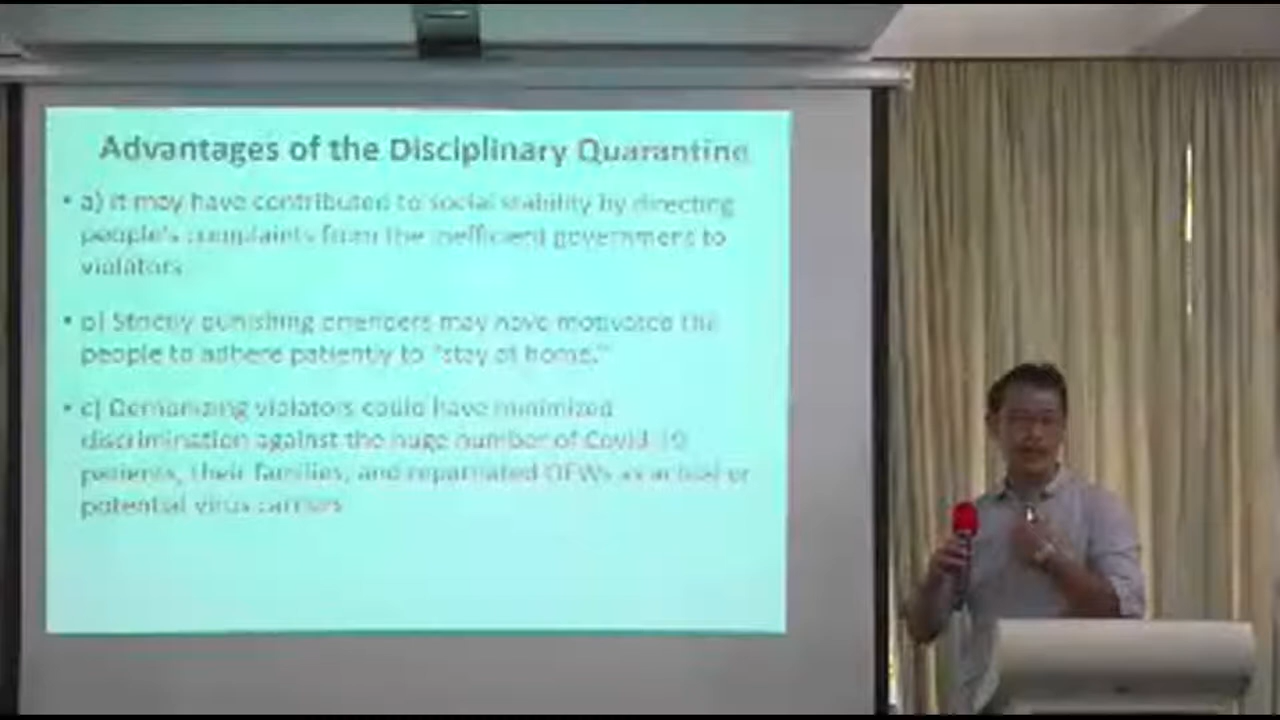 Advantages of the Disciplinary Quarantine
• a) It may have contributed to social stability by directing
people's complaints from the inefficient government to
violators.
• b) Strictly punishing offenders may have motivated the
people to adhere patiently to "stay at home."
• c) Demonizing violators could have minimized
discrimination against the huge number of Covid-19
patients, their families, and repatriated OFWs as actual or
potential virus carriers